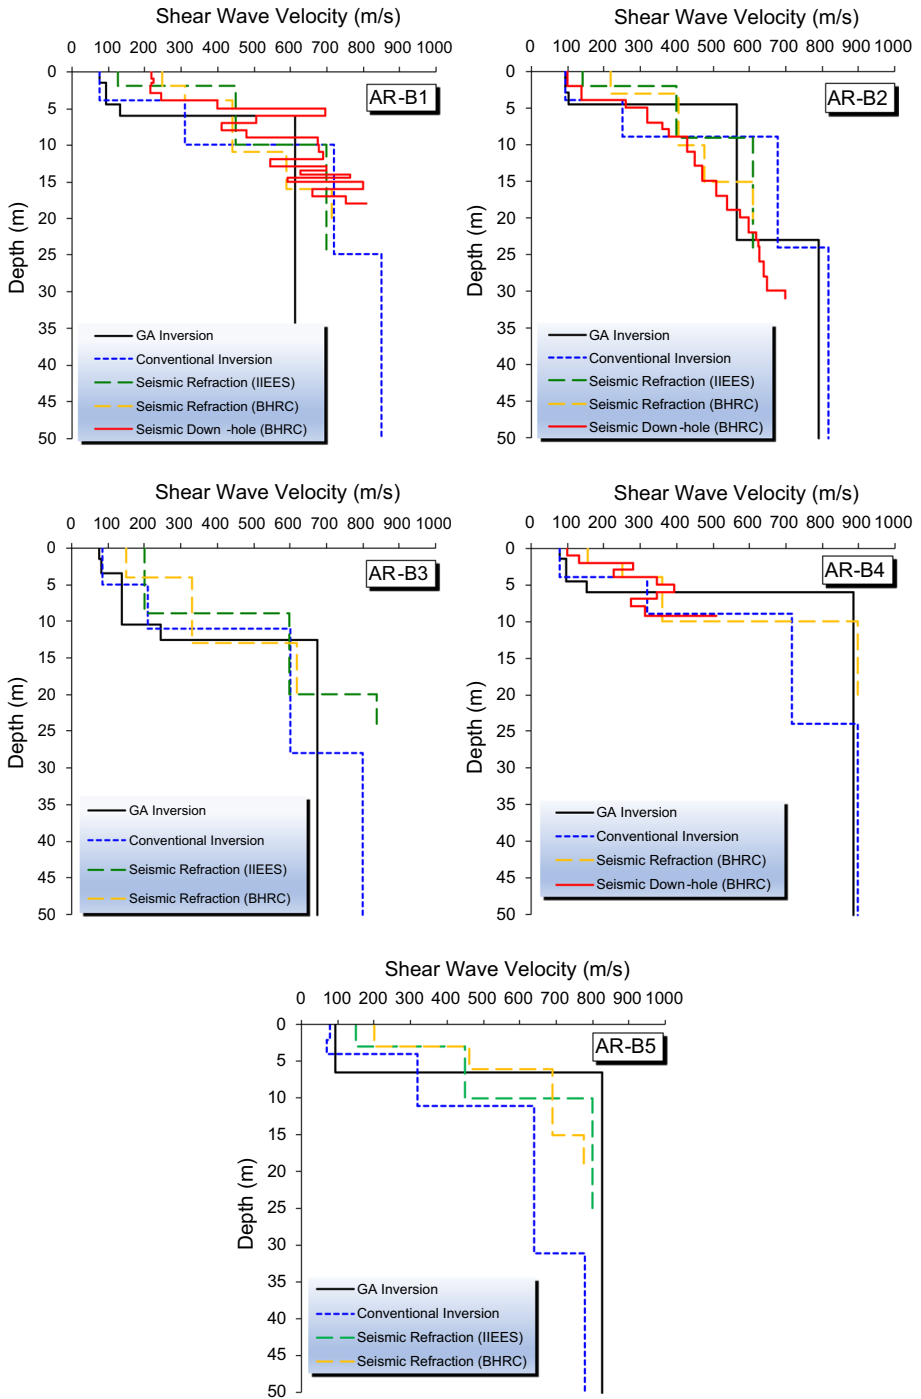 Shear Wave Velocity (m/s)
0 100 200 300 400 500 600 700 800 900 1000
AR-B1
Depth (m)
0
5
10
15
20
25
30
35
40
45
50
GA Inversion
Conventional Inversion
Seismic Refraction (IIEES)
Seismic Refraction (BHRC)
Seismic Down -hole (BHRC)
Shear Wave Velocity (m/s)
0 100 200 300 400 500 600 700 800 900 1000
AR-B2
Depth (m)
0
5
10
15
20
25
30
35
40
45
50
GA Inversion
Conventional Inversion
Seismic Refraction (IIEES)
Seismic Refraction (BHRC)
Seismic Down-hole (BHRC)
Shear Wave Velocity (m/s)
0 100 200 300 400 500 600 700 800 900 1000
AR-B3
Depth (m)
0
5
10
15
20
25
30
35
40
45
50
GA Inversion
Conventional Inversion
Seismic Refraction (IIEES)
Seismic Refraction (BHRC)
Shear Wave Velocity (m/s)
0 100 200 300 400 500 600 700 800 900 1000
AR-B4
Depth (m)
0
5
10
15
20
25
30
35
40
45
50
GA Inversion
Conventional Inversion
Seismic Refraction (BHRC)
Seismic Down-hole (BHRC)
Shear Wave Velocity (m/s)
0 100 200 300 400 500 600 700 800 900 1000
AR-B5
Depth (m)
0
5
10
15
20
25
30
35
40
45
50
GA Inversion
Conventional Inversion
Seismic Refraction (IIEES)
Seismic Refraction (BHRC)